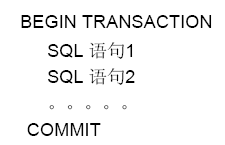 BEGIN TRANSACTION
SQL 语句1
SQL 语句2
。。。。。
COMMIT